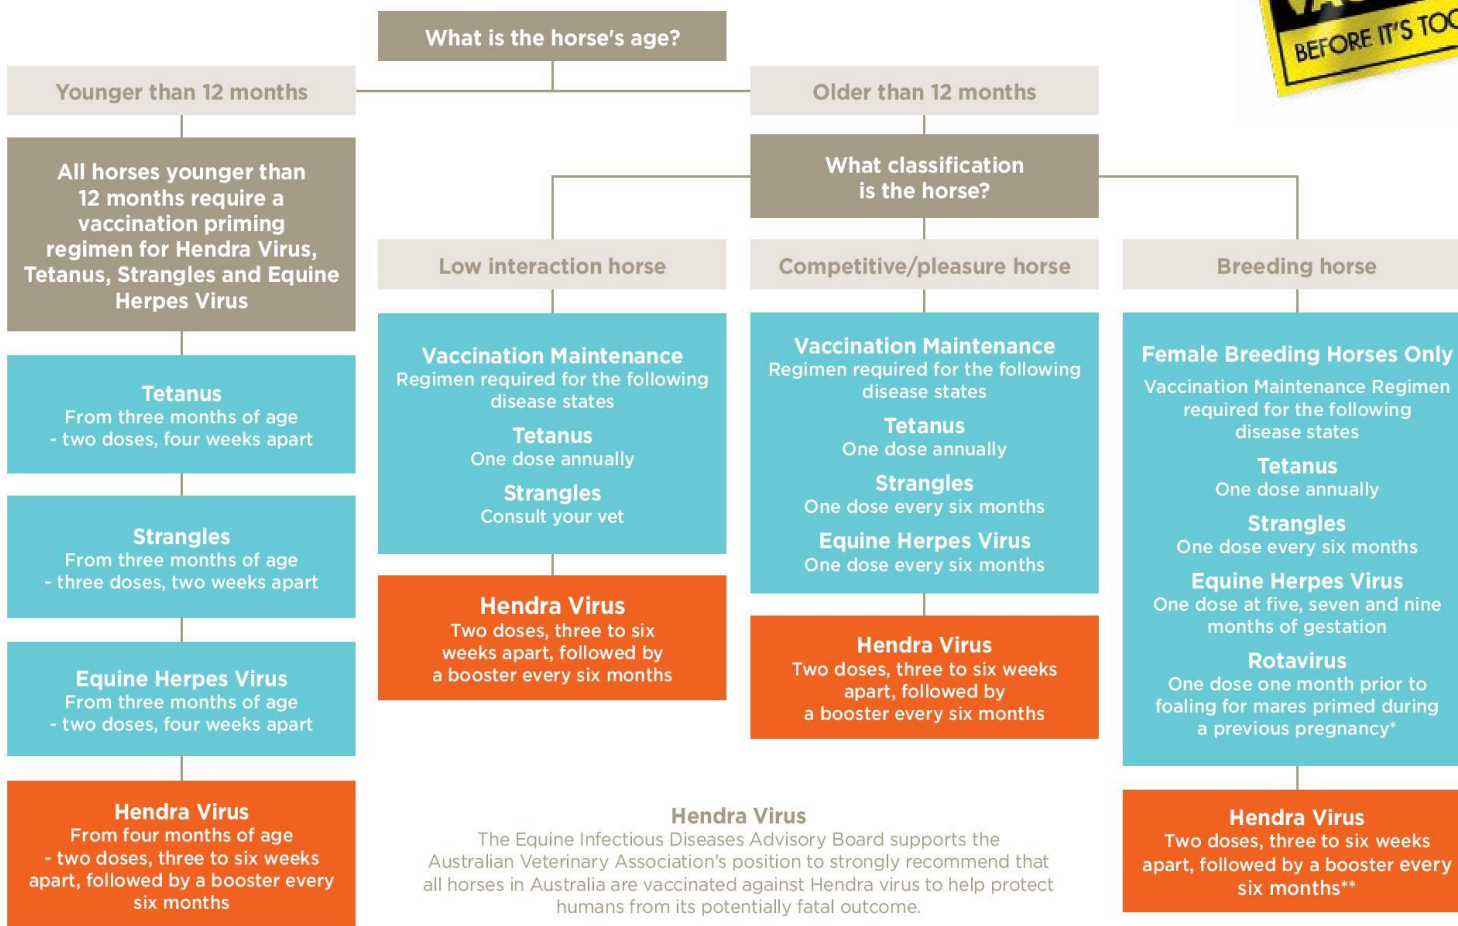 What is the horse's age?
BEFORE IT'S TOO
Younger than 12 months
Older than 12 months
All horses younger than
12 months require a
vaccination priming
regimen for Hendra Virus,
Tetanus, Strangles and Equine
Herpes Virus
Tetanus
From three months of age
- two doses, four weeks apart
Strangles
From three months of age
- three doses, two weeks apart
Equine Herpes Virus
From three months of age
- two doses, four weeks apart
Hendra Virus
From four months of age
- two doses, three to six weeks
apart, followed by a booster every
six months
What classification
is the horse?
Low interaction horse
Vaccination Maintenance
Regimen required for the following
disease states
Tetanus
One dose annually
Strangles
Consult your vet
Hendra Virus
Two doses, three to six
weeks apart, followed by
a booster every six months
Competitive/pleasure horse
Vaccination Maintenance
Regimen required for the following
disease states
Tetanus
One dose annually
Strangles
One dose every six months
Equine Herpes Virus
One dose every six months
Hendra Virus
Two doses, three to six weeks
apart, followed by
a booster every six months
Breeding horse
Female Breeding Horses Only
Vaccination Maintenance Regimen
required for the following
disease states
Tetanus
One dose annually
Strangles
One dose every six months
Equine Herpes Virus
One dose at five, seven and nine
months of gestation
Rotavirus
One dose one month prior to
foaling for mares primed during
a previous pregnancy*
Hendra Virus
Two doses, three to six weeks
apart, followed by a booster every
six months**
Hendra Virus
The Equine Infectious Diseases Advisory Board supports the
Australian Veterinary Association's position to strongly recommend that
all horses in Australia are vaccinated against Hendra virus to help protect
humans from its potentially fatal outcome.